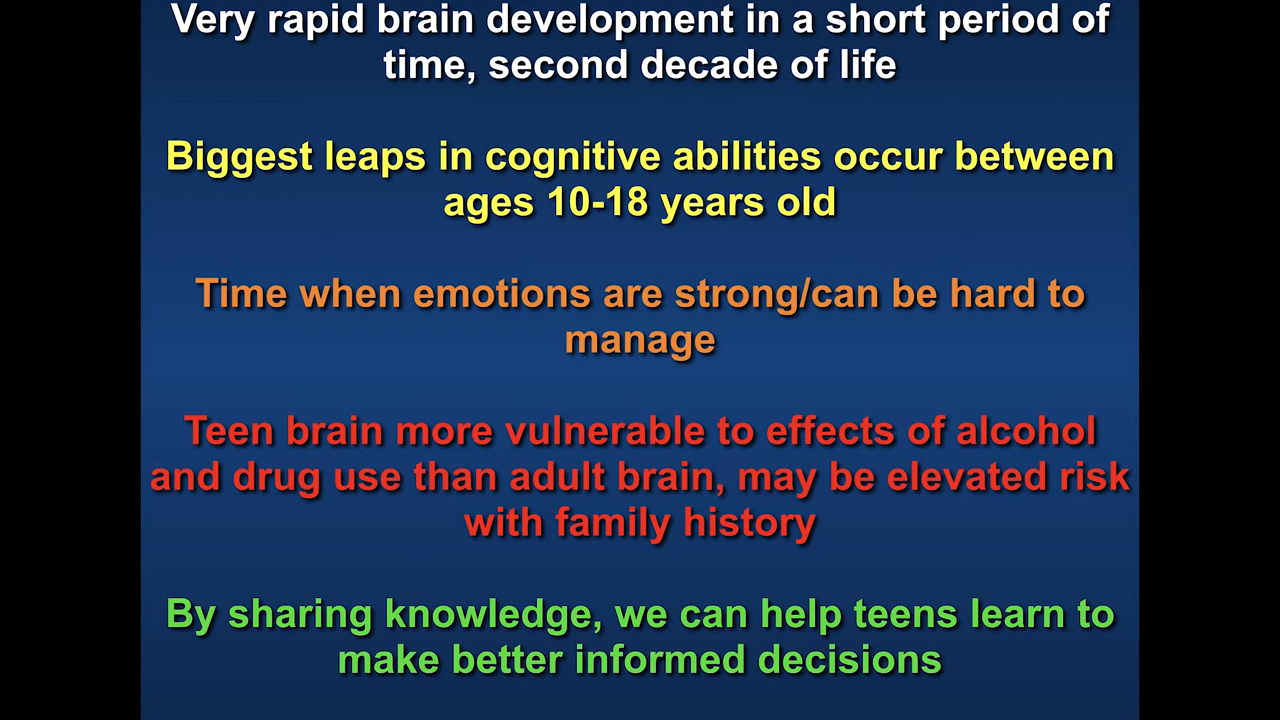 Very rapid brain development in a short period of
time, second decade of life
Biggest leaps in cognitive abilities occur between
ages 10-18 years old
Time when emotions are strong/can be hard to
manage
Teen brain more vulnerable to effects of alcohol
and drug use than adult brain, may be elevated risk
with family history
By sharing knowledge, we can help teens learn to
make better informed decisions